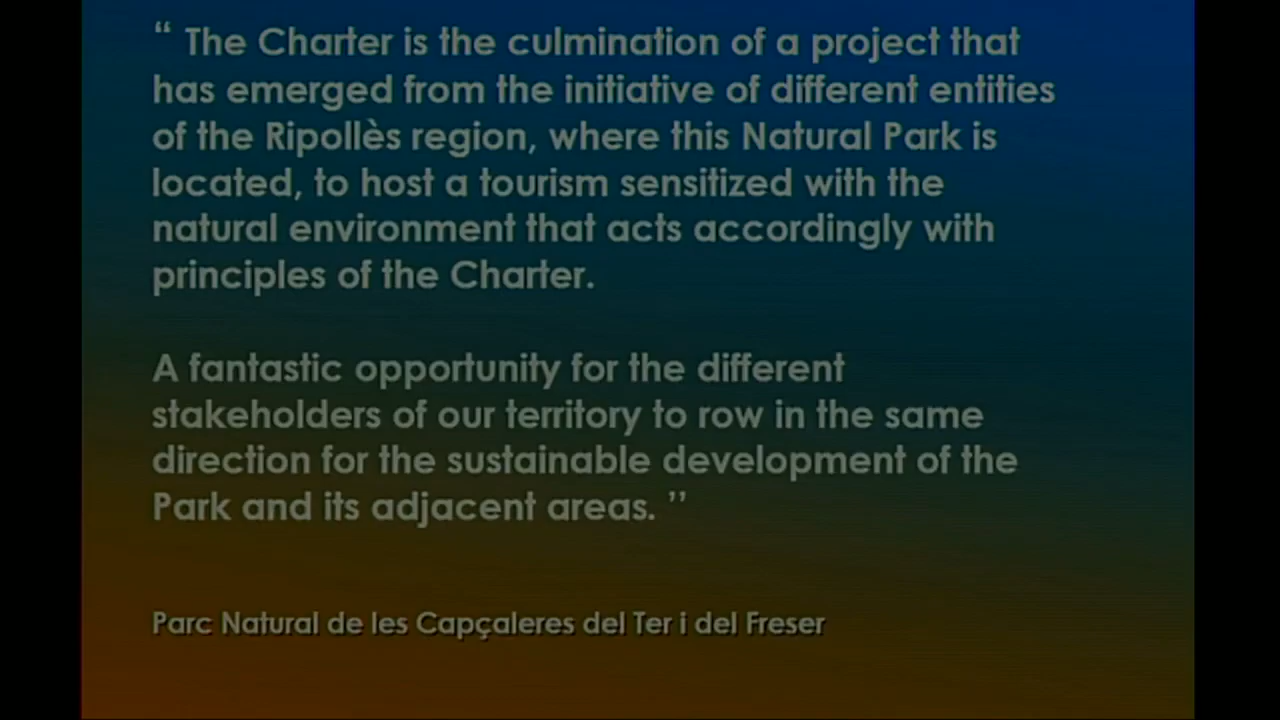 “ The Charter is the culmination of a project that
has emerged from the initiative of different entities
of the Ripollès region, where this Natural Park is
located, to host a tourism sensitized with the
natural environment that acts accordingly with
principles of the Charter.
A fantastic opportunity for the different
stakeholders of our territory to row in the same
direction for the sustainable development of the
Park and its adjacent areas. ”
Parc Natural de les Capçaleres del Ter i del Freser